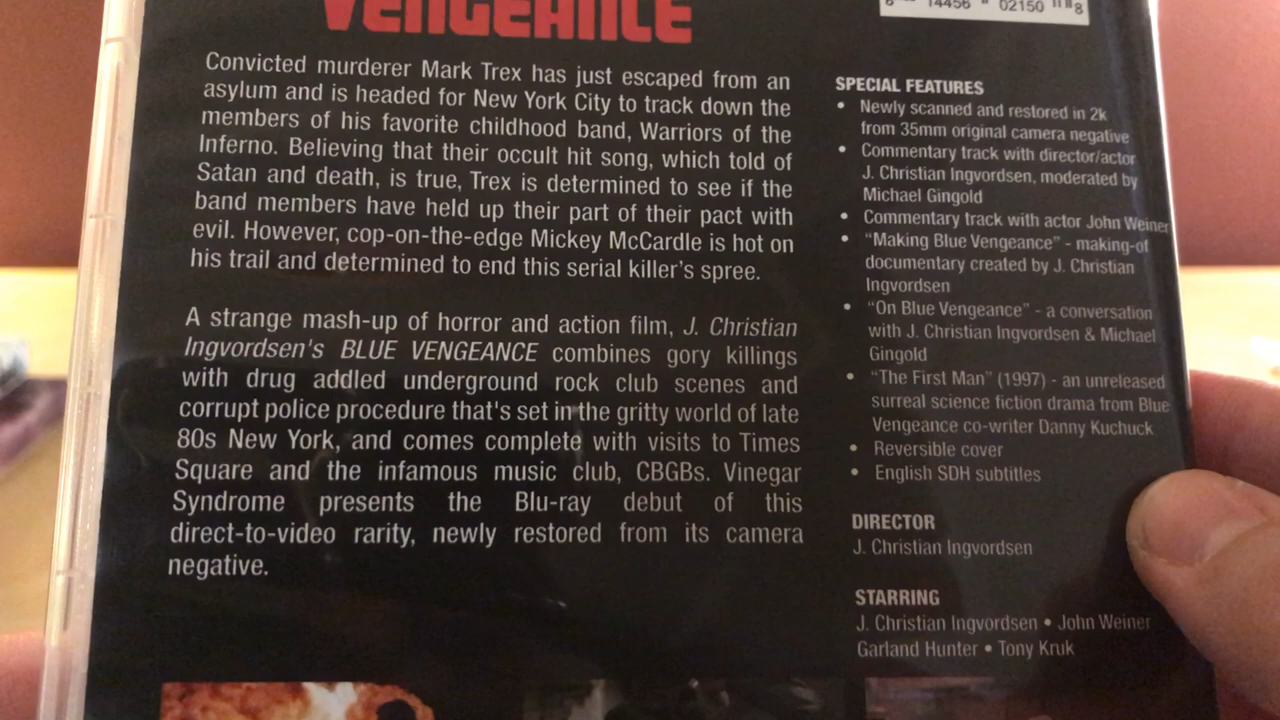 VENGEANCE
14456 02150 8
Convicted murderer Mark Trex has just escaped from an
asylum and is headed for New York City to track down the
members of his favorite childhood band, Warriors of the
Inferno. Believing that their occult hit song, which told of
Satan and death, is true, Trex is determined to see if the
band members have held up their part of their pact with
evil. However, cop-on-the-edge Mickey McCardle is hot on
his trail and determined to end this serial killer's spree.
A strange mash-up of horror and action film, J. Christian
Ingvordsen's BLUE VENGEANCE combines gory killings
with drug addled underground rock club scenes and
corrupt police procedure that's set in the gritty world of late
80s New York, and comes complete with visits to Times
Square and the infamous music club, CBGBs. Vinegar
Syndrome presents the Blu-ray debut of this
direct-to-video rarity, newly restored from its camera
negative.
SPECIAL FEATURES
• Newly scanned and restored in 2k
from 35mm original camera negative
• Commentary track with director/actor
J. Christian Ingvordsen, moderated by
Michael Gingold
• Commentary track with actor John Weiner
• “Making Blue Vengeance” - making-of
documentary created by J. Christian
Ingvordsen
• “On Blue Vengeance” - a conversation
with J. Christian Ingvordsen & Michael
Gingold
• “The First Man” (1997) - an unreleased
surreal science fiction drama from Blue
Vengeance co-writer Danny Kuchuck
• Reversible cover
• English SDH subtitles
DIRECTOR
J. Christian Ingvordsen
STARRING
J. Christian Ingvordsen • John Weiner
Garland Hunter • Tony Kruk